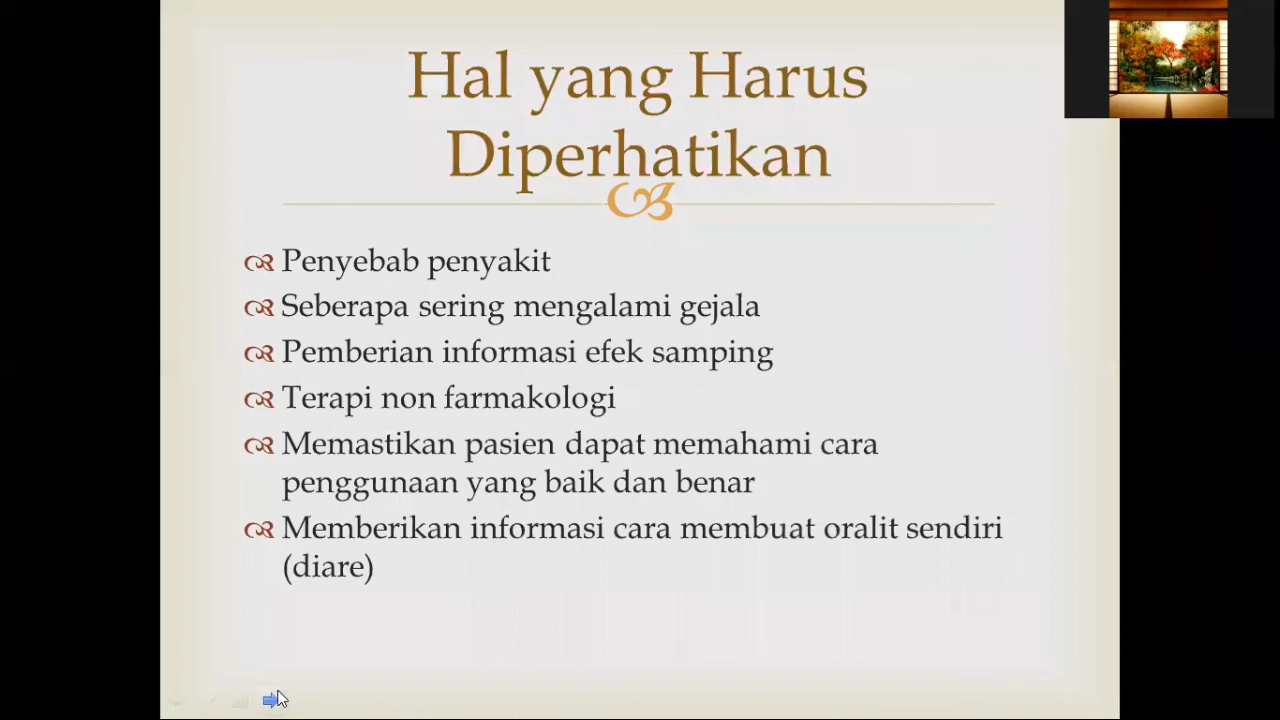 Hal yang Harus
Diperhatikan
Penyebab penyakit
Seberapa sering mengalami gejala
Pemberian informasi efek samping
Terapi non farmakologi
Memastikan pasien dapat memahami cara
penggunaan yang baik dan benar
Memberikan informasi cara membuat oralit sendiri
(diare)